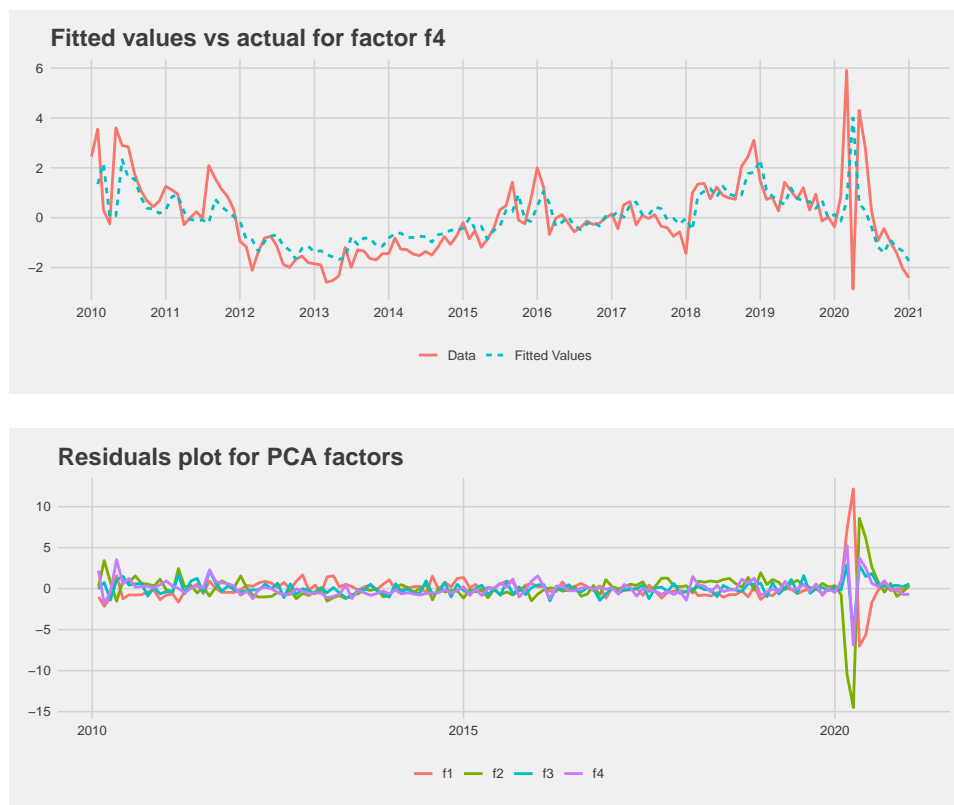 Fitted values vs actual for factor f4
6
4
2
0
−2
2010 2011 2012 2013 2014 2015 2016 2017 2018 2019 2020 2021
Data Fitted Values
Residuals plot for PCA factors
10
5
0
−5
−10
−15
2010 2015 2020
f1 f2 f3 f4